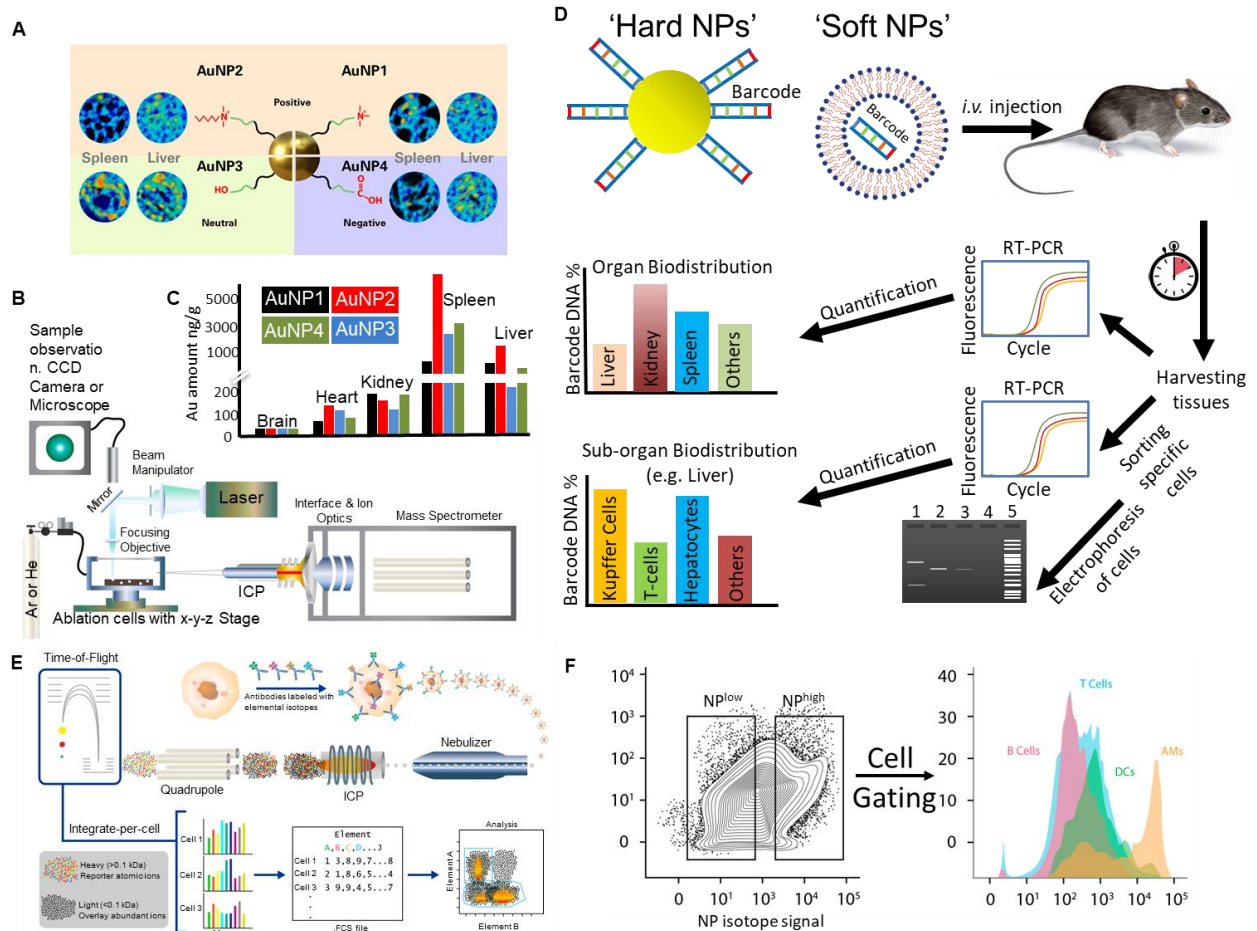 A
AuNP2
AuNP1
Positive
N
N
Spleen
Liver
AuNP3
AuNP4
Spleen
Liver
HO
O
C
OH
Neutral
Negative
B
Sample
observatio
n. CCD
Camera or
Microscope
Beam
Manipulator
Mirror
Laser
Focusing
Objective
Interface & Ion
Optics
Mass Spectrometer
ICP
Ar or He
Ablation cells with x-y-z Stage
C
AuNP1
AuNP2
AuNP4
AuNP3
Au amount ng/g
5000
3000
1000
200
100
0
Brain
Heart
Kidney
Spleen
Liver
D
'Hard NPs'
'Soft NPs'
Barcode
Barcode
i.v. injection
Organ Biodistribution
Barcode DNA %
Liver
Kidney
Spleen
Others
Quantification
RT-PCR
Fluorescence
Cycle
Harvesting
tissues
Sub-organ Biodistribution
(e.g. Liver)
Barcode DNA %
Kupffer Cells
T-cells
Hepatocytes
Others
Quantification
RT-PCR
Fluorescence
Cycle
Sorting
specific
cells
1 2 3 4 5
Electrophoresis
of cells
E
Time-of-Flight
Antibodies labeled with
elemental isotopes
Nebulizer
Quadrupole
ICP
Integrate-per-cell
Heavy (>0.1 kDa)
Reporter atomic ions
Light (<0.1 kDa)
Overlay abundant ions
Cell 1
Cell 2
Cell 3
Element
A,B,C,D...J
Cell 1 1 3,8,9,7...8
Cell 2 2 1,8,6,5...4
Cell 3 3 9,9,4,5...7
.FCS file
Analysis
Element A
Element B
F
NPlow
NPhigh
10⁴
10³
10²
10¹
0
0 10² 10³ 10⁴ 10⁵
NP isotope signal
Cell
Gating
40
30
20
10
0
T Cells
B Cells
AMs
DCs
0 10² 10³ 10⁴ 10⁵